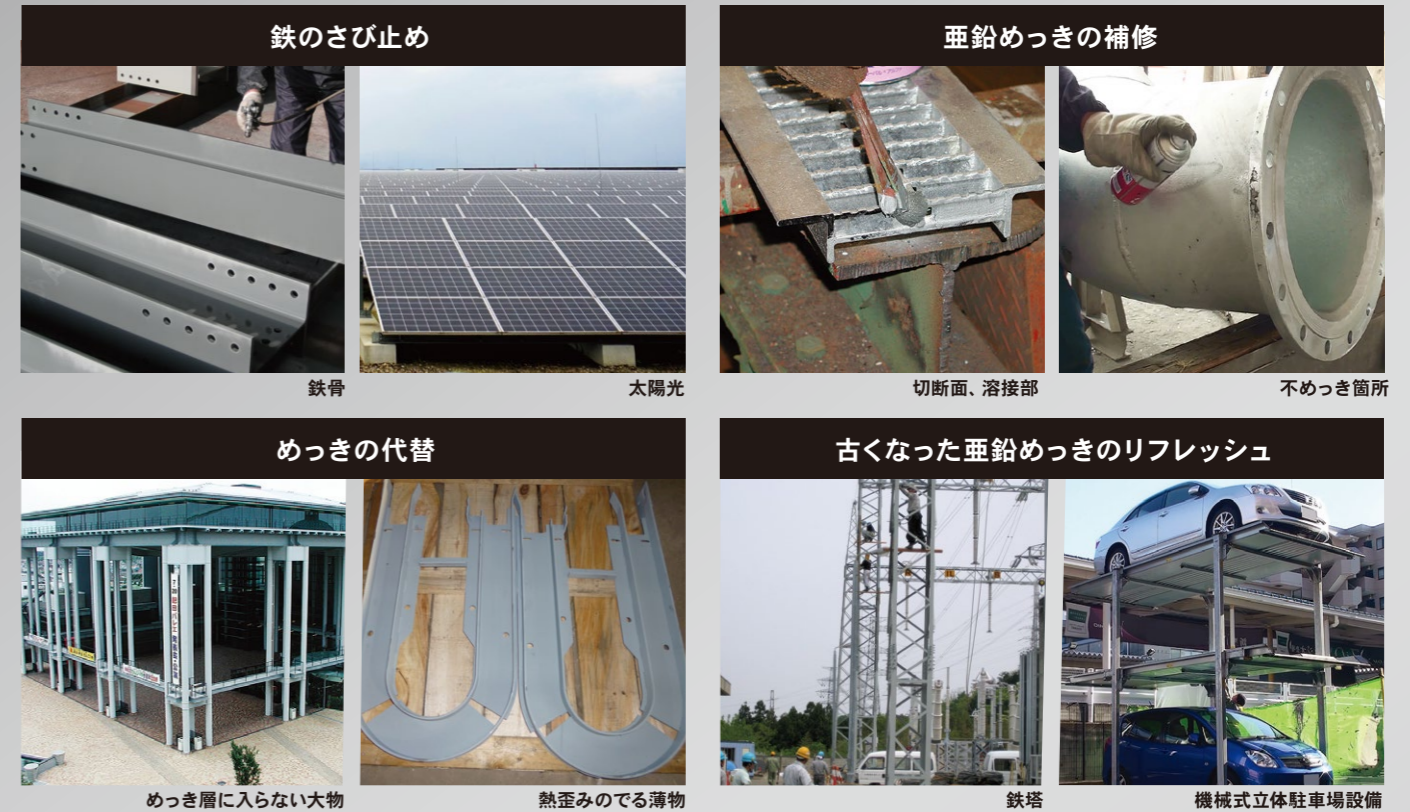 鉄のさび止め
亜鉛めっきの補修
鉄骨
太陽光
切断面、溶接部
不めっき箇所
めっきの代替
古くなった亜鉛めっきのリフレッシュ
めっき層に入らない大物
熱歪みのでる薄物
鉄塔
機械式立体駐車場設備